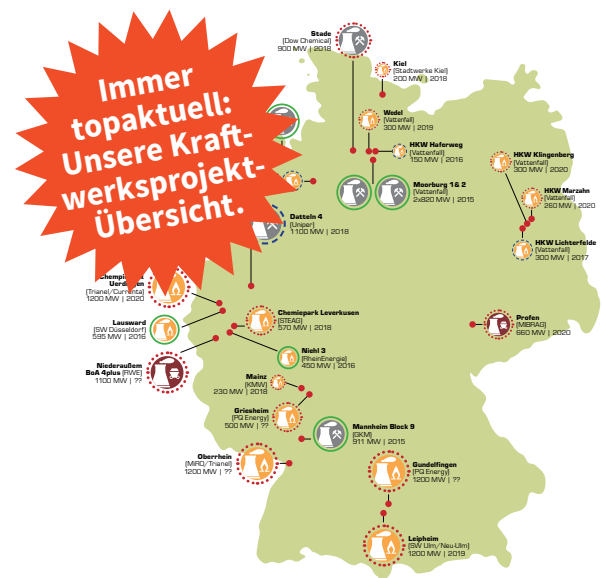 Immer
topaktuell:
Unsere Kraft-
werksprojekt-
Übersicht.
Stade
(Dow Chemical)
900 MW | 2018
Kiel
(Stadtwerke Kiel)
200 MW | 2018
Wedel
(Vattenfall)
300 MW | 2019
HKW Haferweg
(Vattenfall)
150 MW | 2016
Moorburg 1& 2
(Vattenfall)
2x820 MW | 2015
HKW Klingenberg
(Vattenfall)
300 MW | 2020
HKW Marzahn
(Vattenfall)
260 MW | 2020
HKW Lichterfelde
(Vattenfall)
300 MW | 2017
Datteln 4
(Uniper)
1100 MW | 2018
(Trianel/Currenta)
1200 MW | 2020
Lausward
(SW Düsseldorf)
595 MW | 2016
Chemiepark Leverkusen
(STEAG)
570 MW | 2018
Profen
(MIBRAG)
660 MW | 2020
Niehl 3
(RheinEnergie)
450 MW | 2016
Niederaußem
BoA 4plus (RWE)
1100 MW | ??
Mainz
(KMW)
230 MW | 2018
Griesheim
(PQ Energy)
500 MW | ??
Mannheim Block 9
(GKM)
911 MW | 2015
Oberrhein
(MiRO/Trianel)
1200 MW | ??
Gundelfingen
(PQ Energy)
1200 MW | ??
Leipheim
(SW Ulm/Neu-Ulm)
1200 MW | 2019